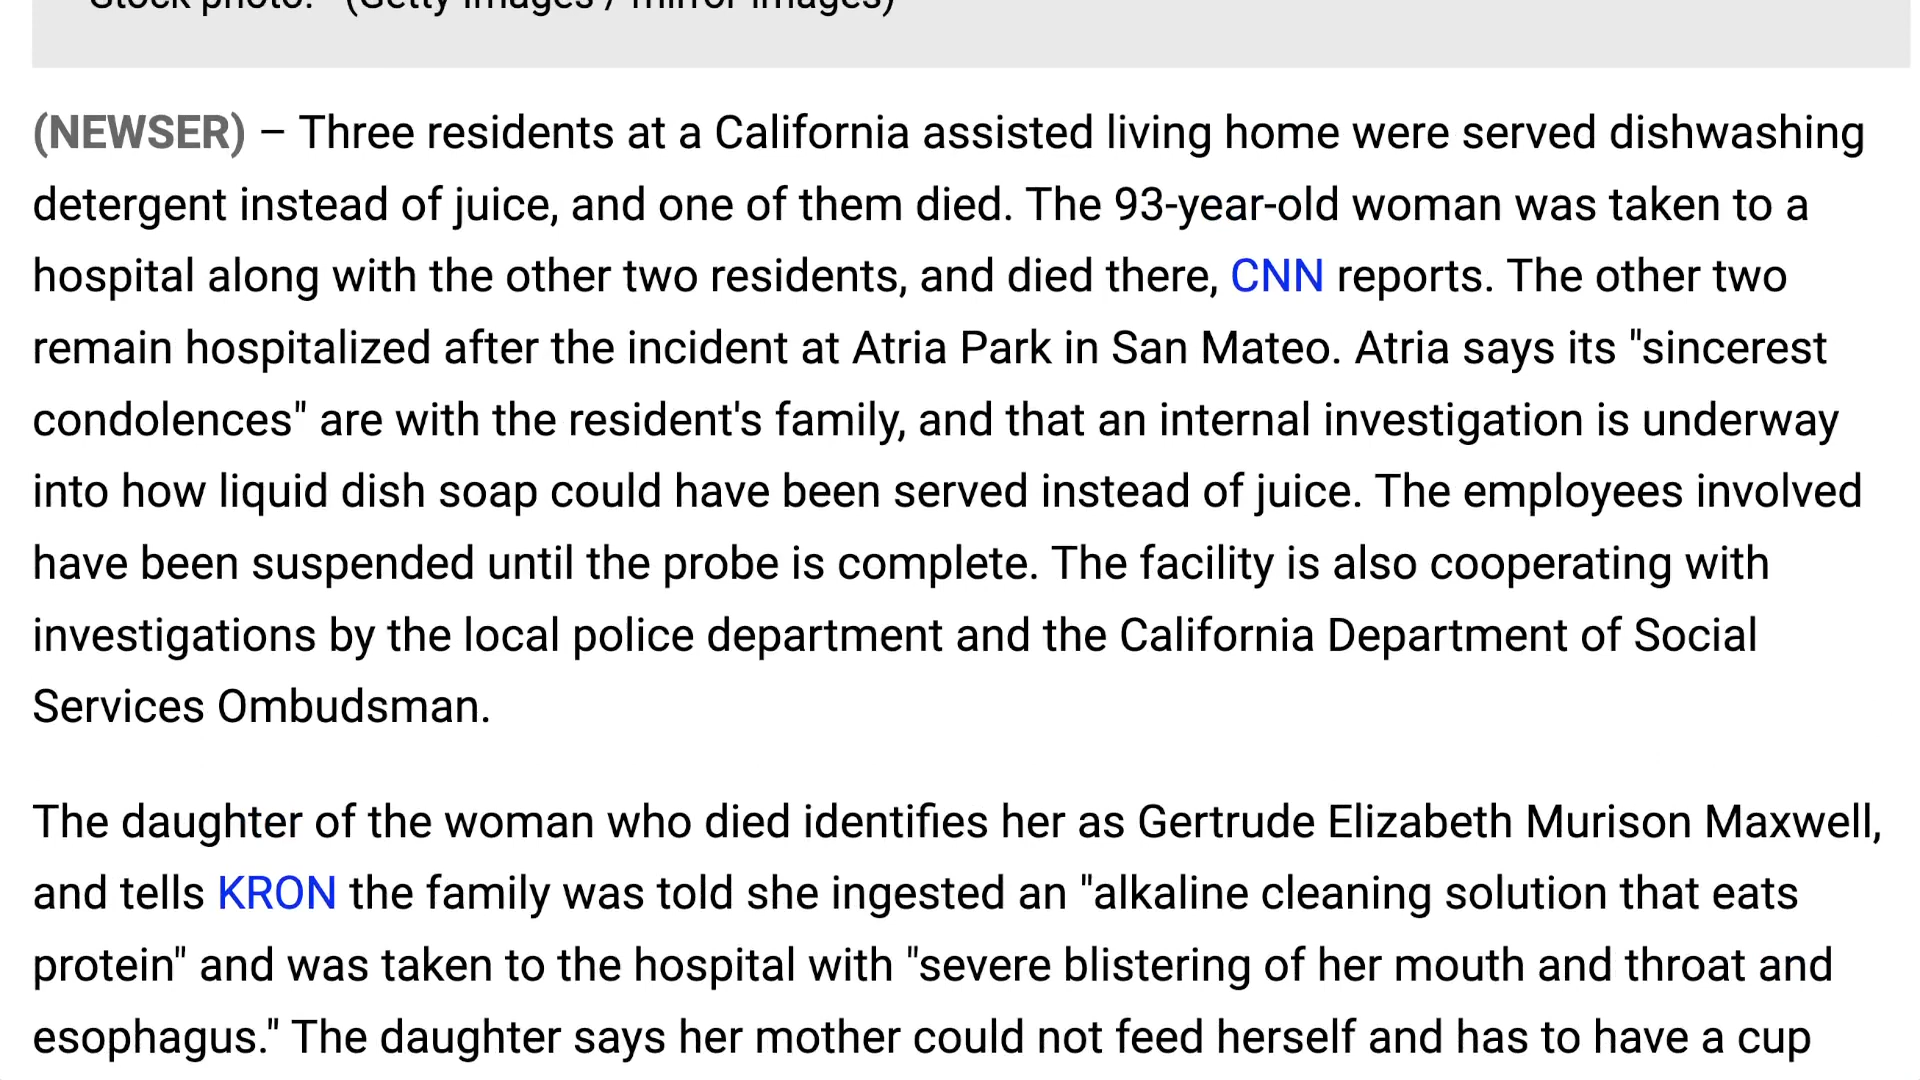 Stock photo. (Getty Images / mirror-images)
(NEWSER) – Three residents at a California assisted living home were served dishwashing
detergent instead of juice, and one of them died. The 93-year-old woman was taken to a
hospital along with the other two residents, and died there, CNN reports. The other two
remain hospitalized after the incident at Atria Park in San Mateo. Atria says its "sincerest
condolences" are with the resident's family, and that an internal investigation is underway
into how liquid dish soap could have been served instead of juice. The employees involved
have been suspended until the probe is complete. The facility is also cooperating with
investigations by the local police department and the California Department of Social
Services Ombudsman.
The daughter of the woman who died identifies her as Gertrude Elizabeth Murison Maxwell,
and tells KRON the family was told she ingested an "alkaline cleaning solution that eats
protein" and was taken to the hospital with "severe blistering of her mouth and throat and
esophagus." The daughter says her mother could not feed herself and has to have a cup